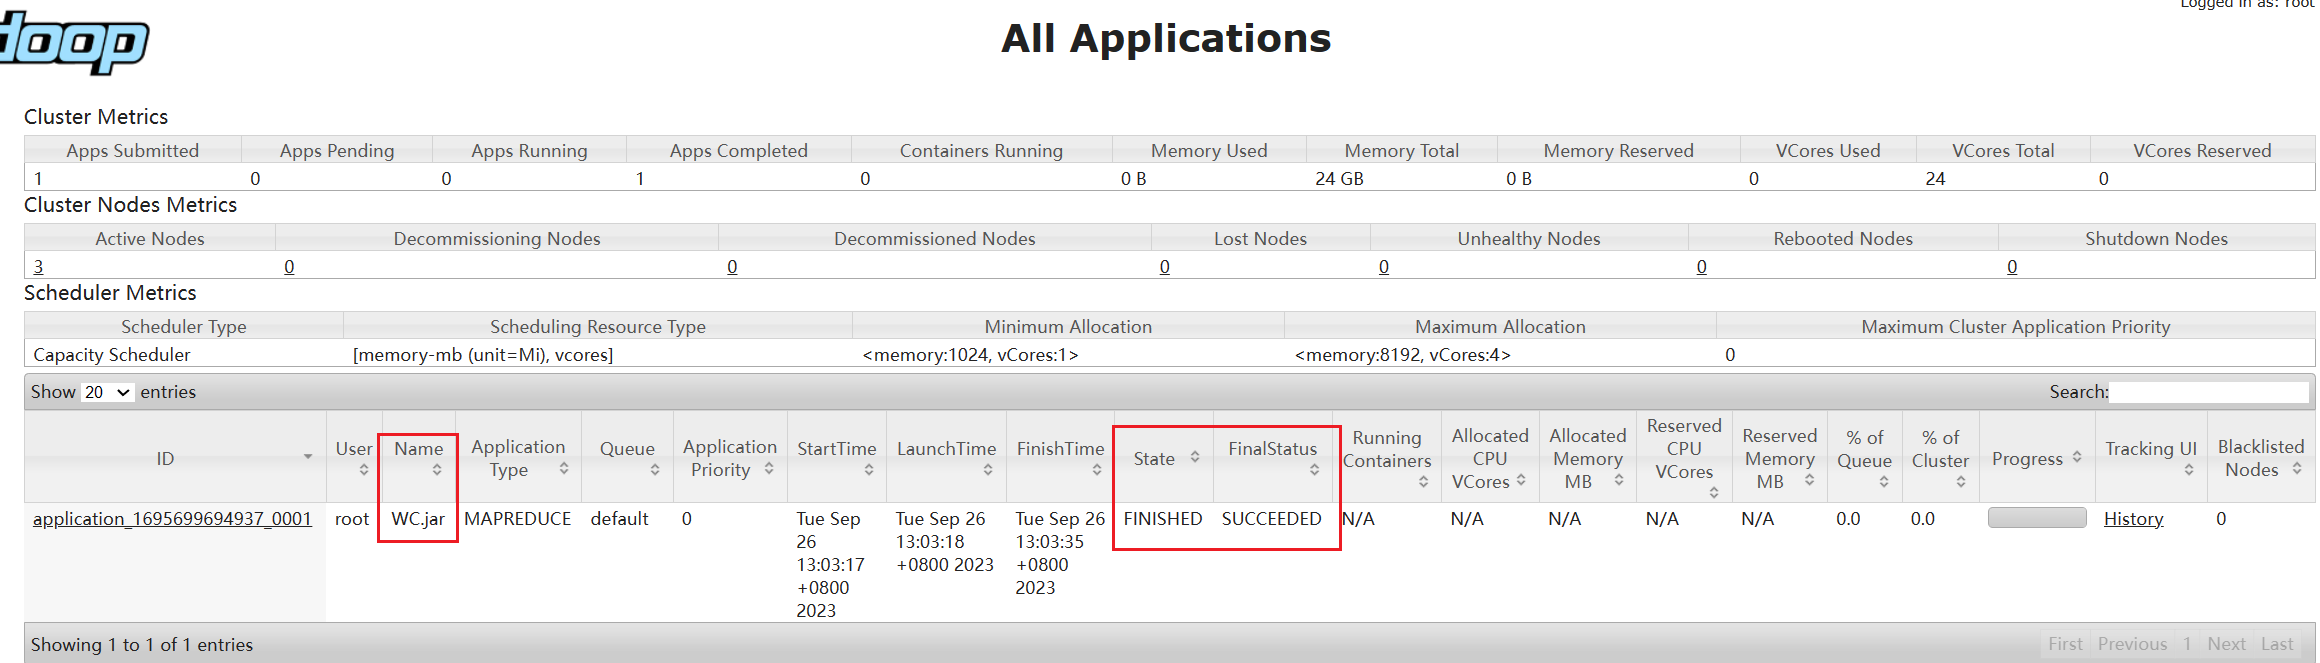 Logged in as: root
doop
All Applications
Cluster Metrics
Apps Submitted Apps Pending Apps Running Apps Completed Containers Running Memory Used Memory Total Memory Reserved VCores Used VCores Total VCores Reserved
1 0 0 1 0 0 B 24 GB 0 B 0 24 0
Cluster Nodes Metrics
Active Nodes Decommissioning Nodes Decommissioned Nodes Lost Nodes Unhealthy Nodes Rebooted Nodes Shutdown Nodes
3 0 0 0 0 0 0
Scheduler Metrics
Scheduler Type Scheduling Resource Type Minimum Allocation Maximum Allocation Maximum Cluster Application Priority
Capacity Scheduler [memory-mb (unit=Mi), vcores] <memory:1024, vCores:1> <memory:8192, vCores:4> 0
Show 20 entries Search:
ID
User
Name
Application
Type
Queue
Application
Priority
StartTime
LaunchTime
FinishTime
State
FinalStatus
Running
Containers
Allocated
CPU
VCores
Allocated
Memory
MB
Reserved
CPU
VCores
Reserved
Memory
MB
% of
Queue
% of
Cluster
Progress
Tracking UI
Blacklisted
Nodes
application_1695699694937_0001
root
WC.jar
MAPREDUCE
default
0
Tue Sep
26
13:03:17
+0800
2023
Tue Sep 26
13:03:18
+0800 2023
Tue Sep 26
13:03:35
+0800
2023
FINISHED
SUCCEEDED
N/A
N/A
N/A
N/A
N/A
0.0
0.0
History
0
Showing 1 to 1 of 1 entries First Previous 1 Next Last